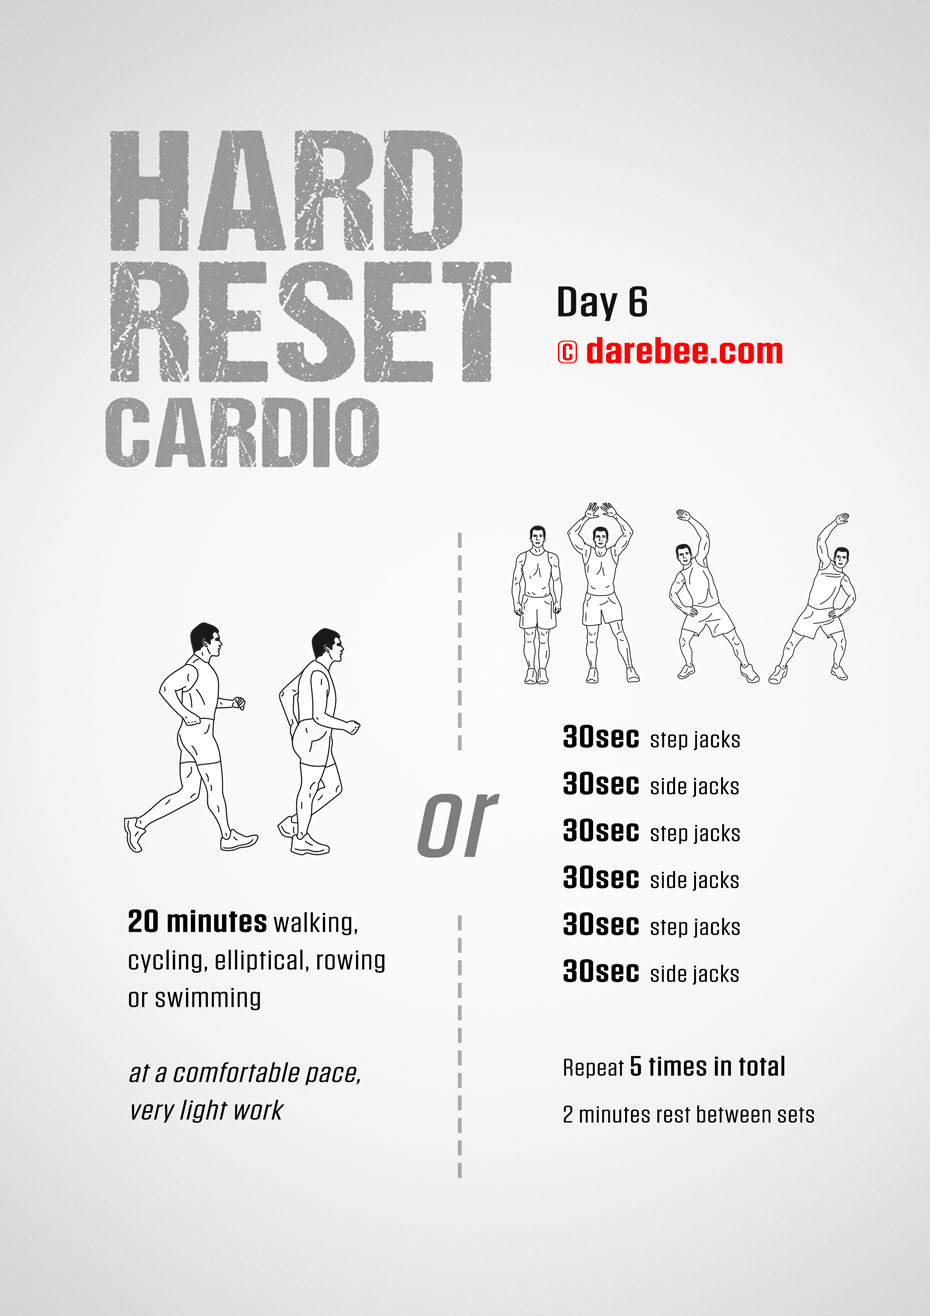 HARD
RESET
CARDIO
Day 6
© darebee.com
20 minutes walking,
cycling, elliptical, rowing
or swimming
at a comfortable pace,
very light work
or
30sec step jacks
30sec side jacks
30sec step jacks
30sec side jacks
30sec step jacks
30sec side jacks
Repeat 5 times in total
2 minutes rest between sets